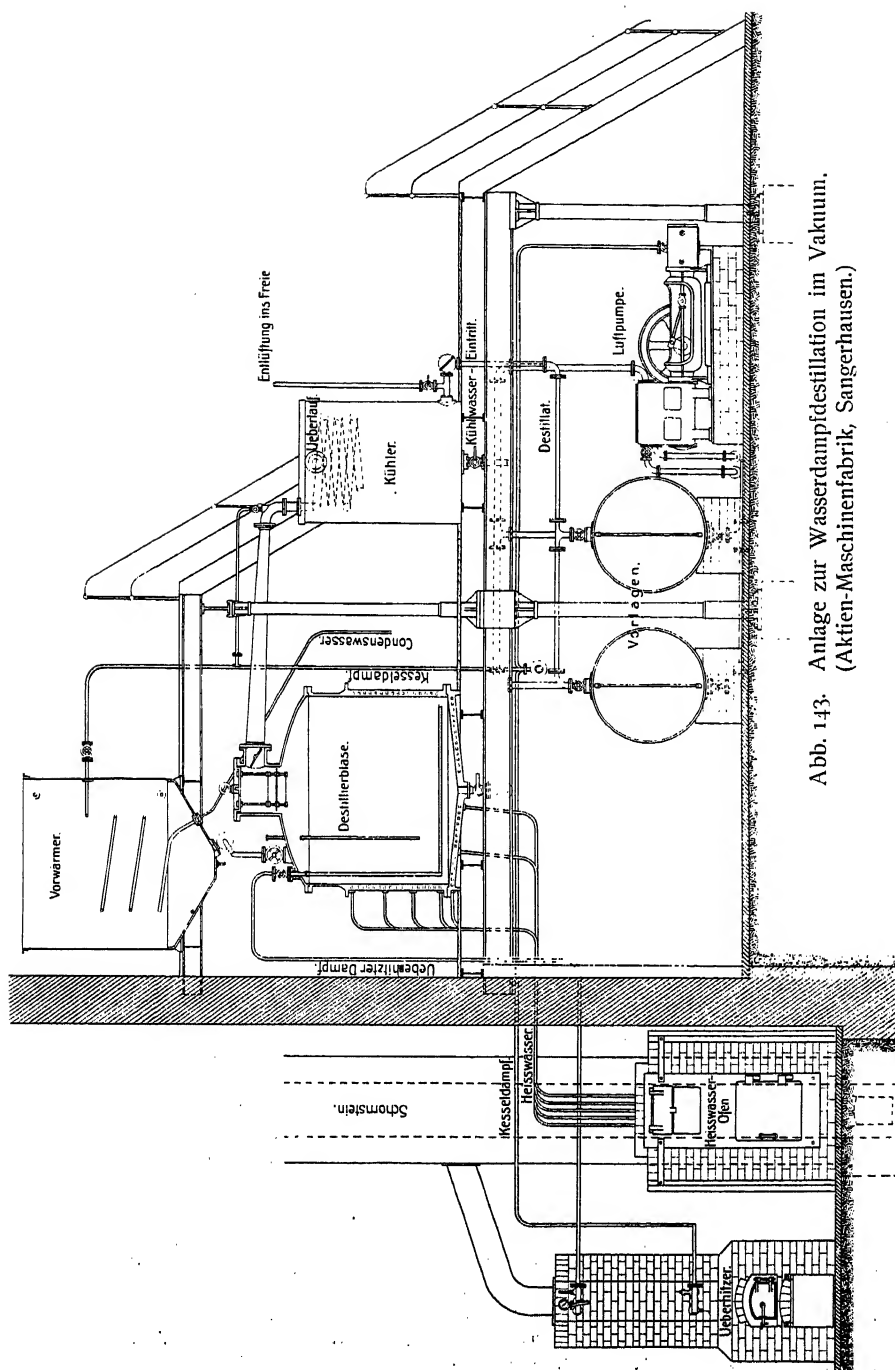 Vorwärmer.
Entlüftung ins Freie
Ueberlauf.
Kühler.
Kühlwasser - Eintritt.
Condenswasser
Kesseldampf.
Destillierblase.
Ueberhitzter Dampf.
Destillat.
Luftpumpe.
Vorlagen.
Schornstein.
Kesseldampf.
Heisswasser.
Heisswasser-
Ofen
Ueberhitzer.
Abb. 143. Anlage zur Wasserdampfdestillation im Vakuum.
(Aktien-Maschinenfabrik, Sangerhausen.)